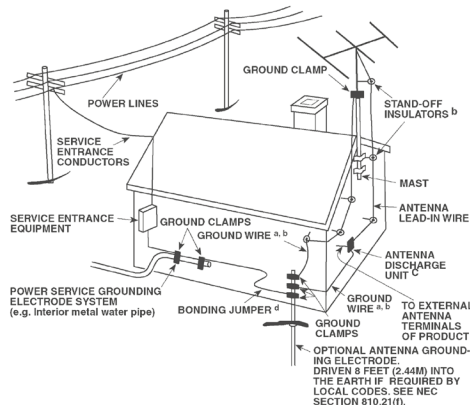 GROUND CLAMP
POWER LINES
STAND-OFF
INSULATORS b
SERVICE
ENTRANCE
CONDUCTORS
MAST
ANTENNA
LEAD-IN WIRE
SERVICE ENTRANCE
EQUIPMENT
GROUND CLAMPS
GROUND WIRE a, b
ANTENNA
DISCHARGE
UNIT C
POWER SERVICE GROUNDING
ELECTRODE SYSTEM
(e.g. Interior metal water pipe)
BONDING JUMPER d
GROUND
WIRE a, b
TO EXTERNAL
ANTENNA
TERMINALS
OF PRODUCT
GROUND
CLAMPS
OPTIONAL ANTENNA GROUND-
ING ELECTRODE.
DRIVEN 8 FEET (2.44M) INTO
THE EARTH IF REQUIRED BY
LOCAL CODES. SEE NEC
SECTION 810.21(f).